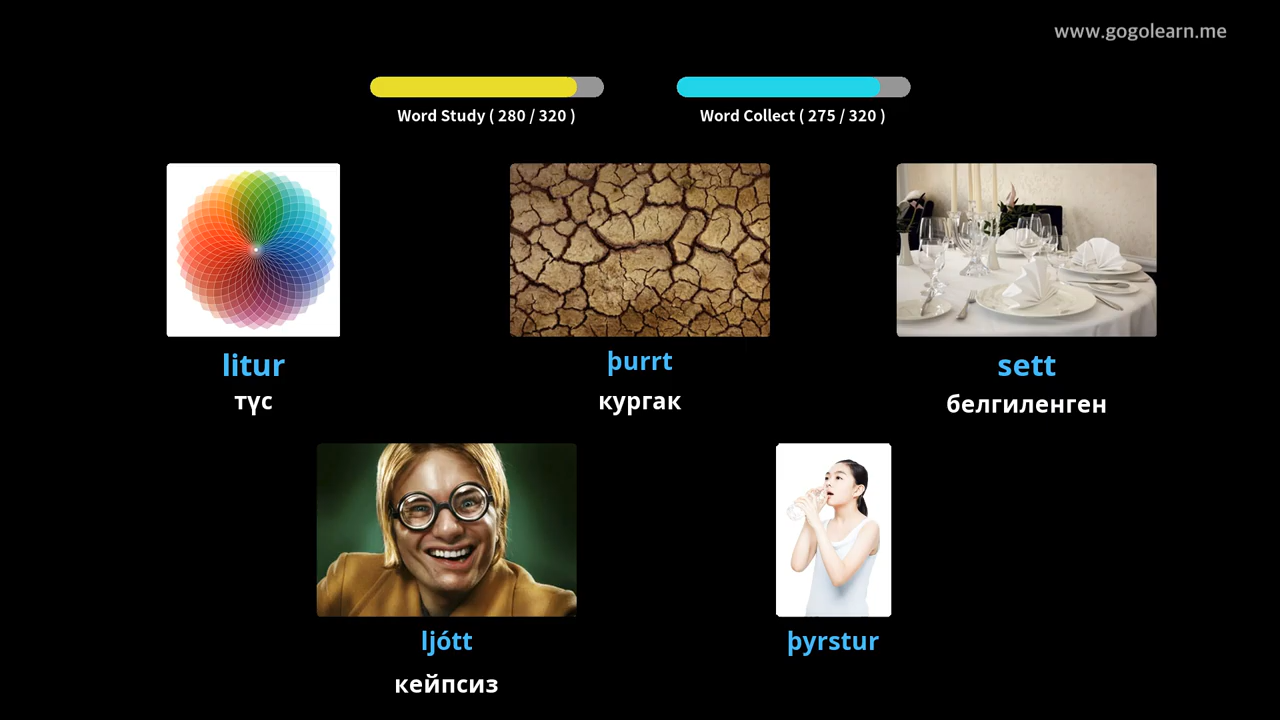 www.gogolearn.me
Word Study ( 280 / 320 )
Word Collect ( 275 / 320 )
litur
түс
þurrt
кургак
sett
белгиленген
ljótt
кейпсиз
þyrstur